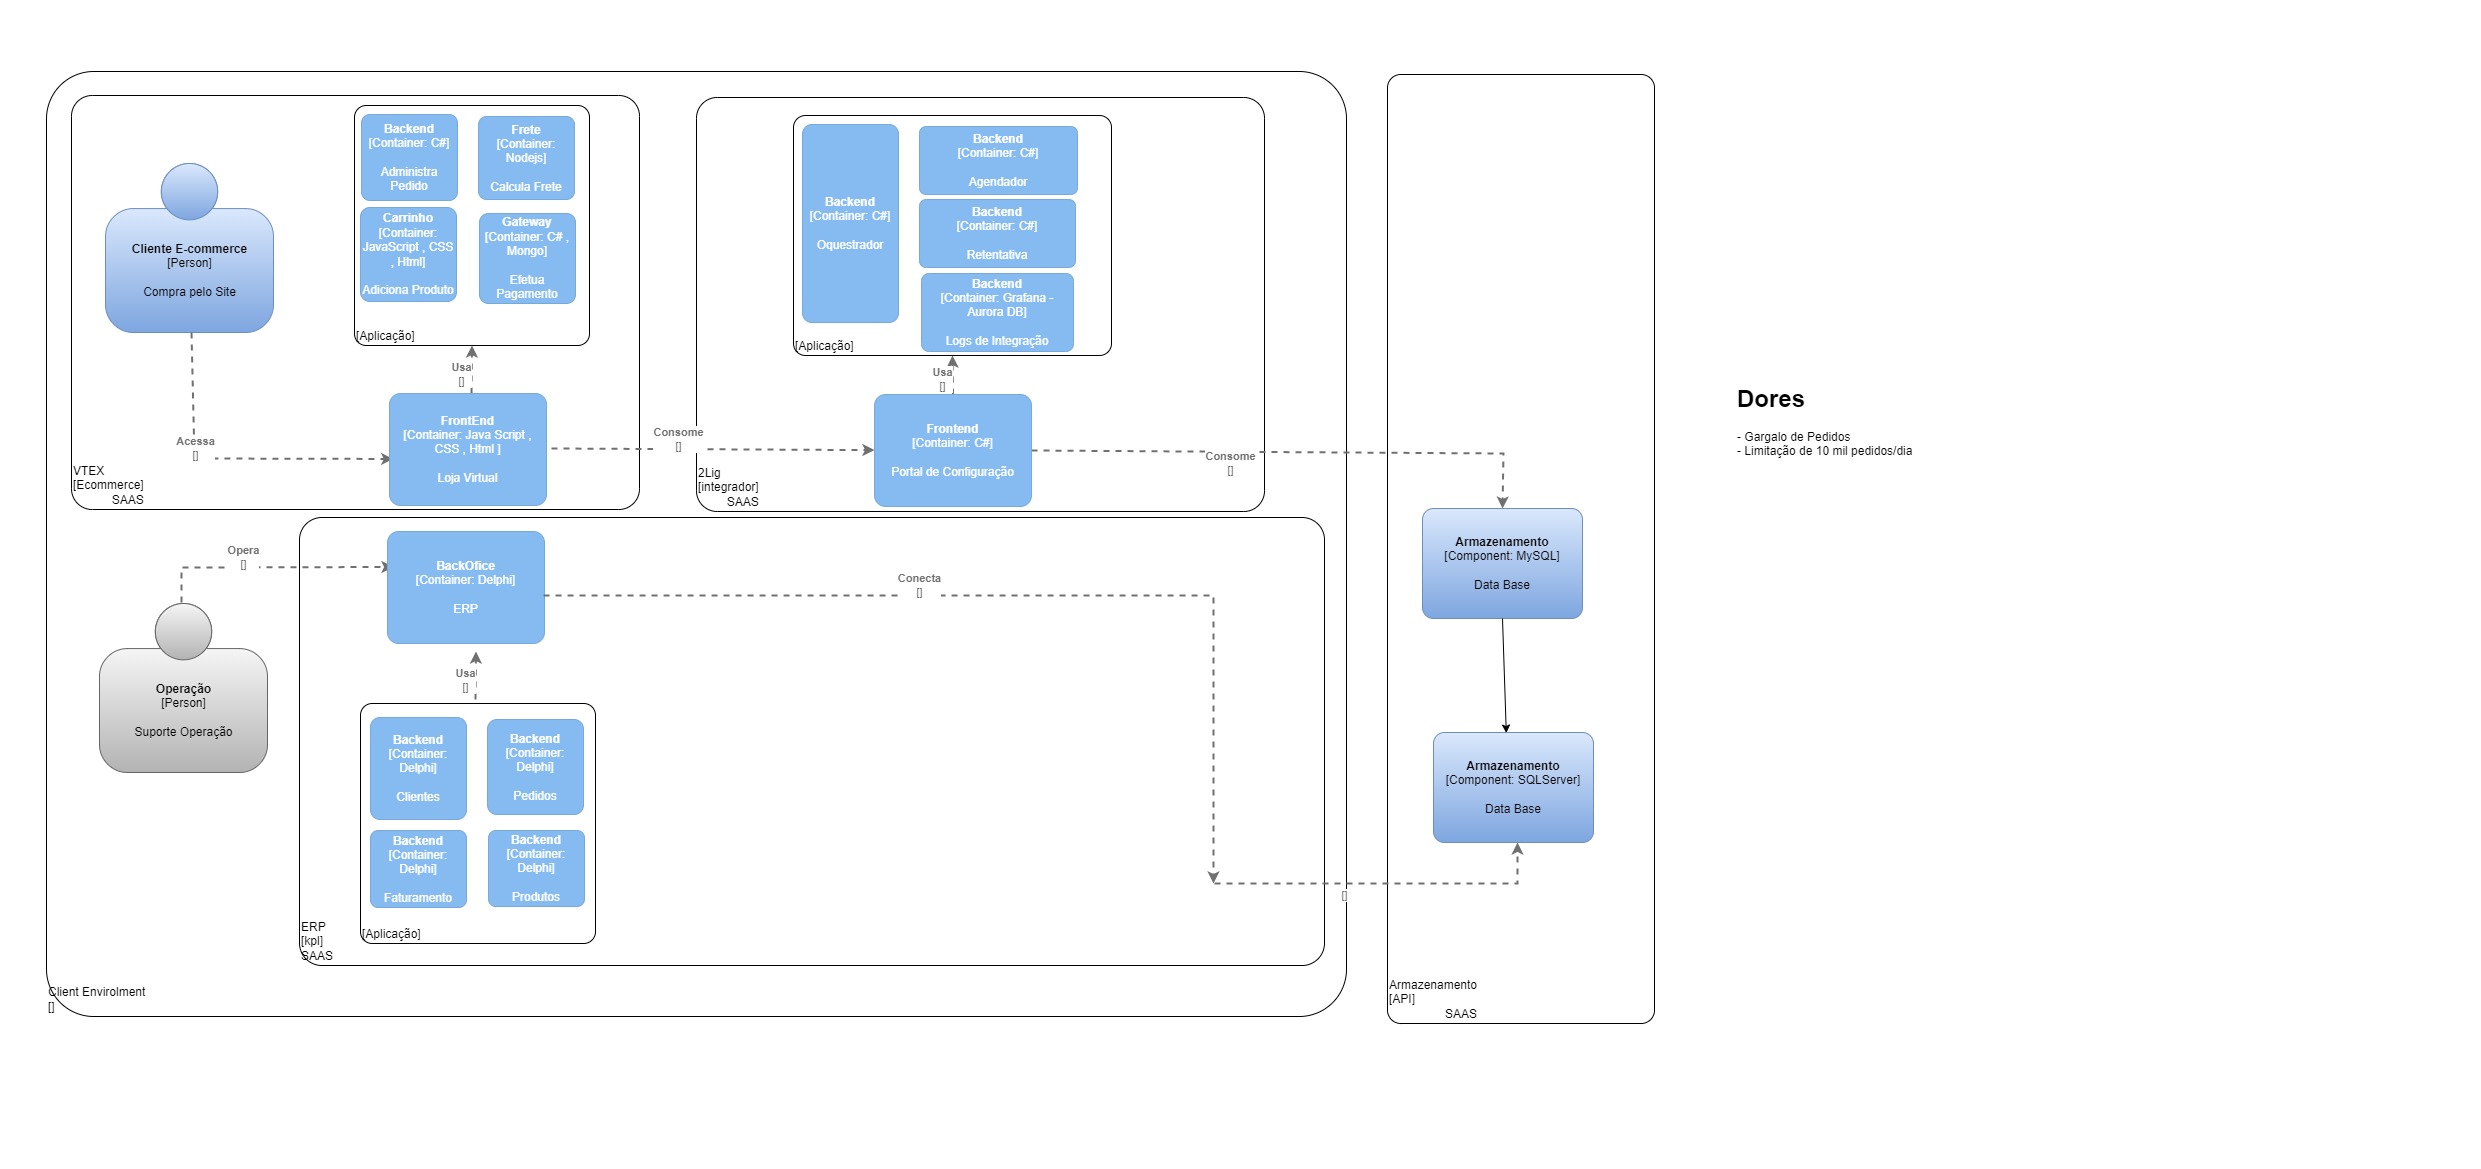 Cliente E-commerce
[Person]
Compra pelo Site
Acessa
[]
VTEX
[Ecommerce]
SAAS
Backend
[Container: C#]
Administra
Pedido
Frete
[Container:
Nodejs]
Calcula Frete
Carrinho
[Container:
JavaScript , CSS
, Html]
Adiciona Produto
Gateway
[Container: C# ,
Mongo]
Efetua
Pagamento
[Aplicação]
Usa
[]
FrontEnd
[Container: Java Script ,
CSS , Html ]
Loja Virtual
Consome
[]
2Lig
[integrador]
SAAS
Backend
[Container: C#]
Oquestrador
Backend
[Container: C#]
Agendador
Backend
[Container: C#]
Retentativa
Backend
[Container: Grafana -
Aurora DB]
Logs de Integração
[Aplicação]
Usa
[]
Frontend
[Container: C#]
Portal de Configuração
Consome
[]
Dores
- Gargalo de Pedidos
- Limitação de 10 mil pedidos/dia
Opera
[]
Operação
[Person]
Suporte Operação
BackOfice
[Container: Delphi]
ERP
Conecta
[]
Usa
[]
Backend
[Container:
Delphi]
Clientes
Backend
[Container:
Delphi]
Pedidos
Backend
[Container:
Delphi]
Faturamento
Backend
[Container:
Delphi]
Produtos
[Aplicação]
ERP
[kpl]
SAAS
Client Envirolment
[]
Armazenamento
[Component: MySQL]
Data Base
Armazenamento
[Component: SQLServer]
Data Base
[]
Armazenamento
[API]
SAAS